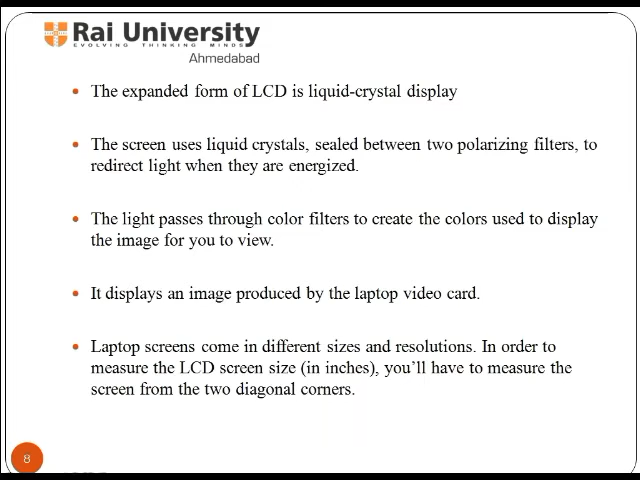 Rai University
EVOLVING THINKING MINDS
Ahmedabad
• The expanded form of LCD is liquid-crystal display
• The screen uses liquid crystals, sealed between two polarizing filters, to
redirect light when they are energized.
• The light passes through color filters to create the colors used to display
the image for you to view.
• It displays an image produced by the laptop video card.
• Laptop screens come in different sizes and resolutions. In order to
measure the LCD screen size (in inches), you’ll have to measure the
screen from the two diagonal corners.
8